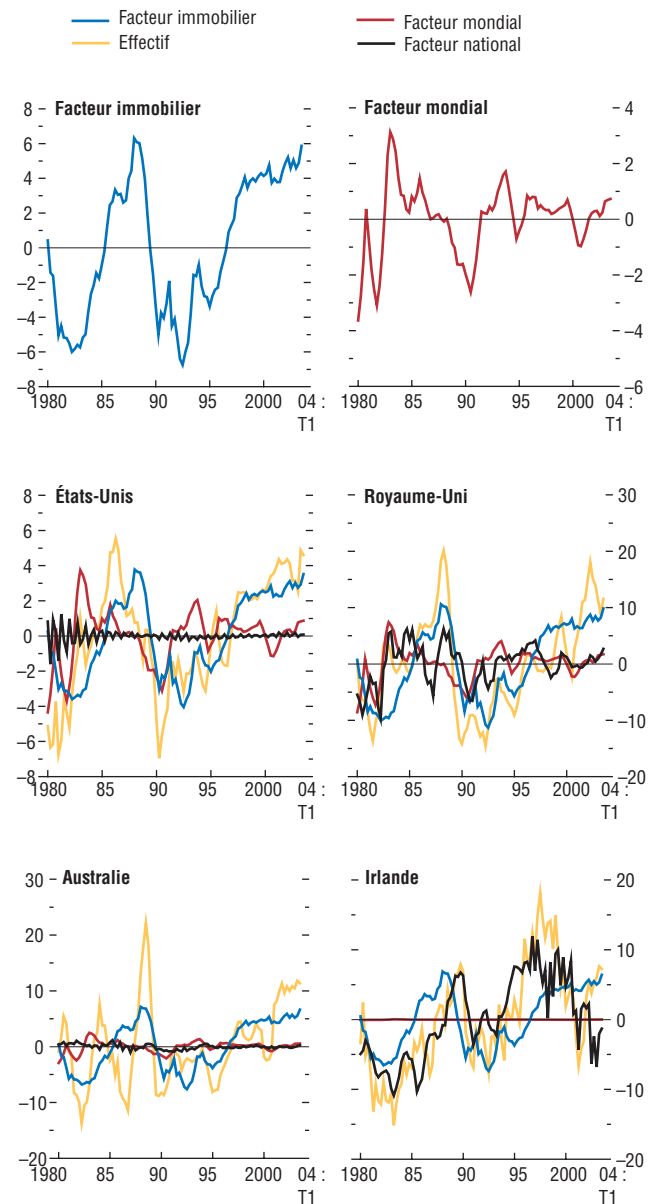 Facteur immobilier
Effectif
Facteur mondial
Facteur national
Facteur immobilier
8
6
4
2
0
–2
–4
–6
–8
1980 85 90 95 2000 04 :
T1
Facteur mondial
4
2
0
–2
–4
–6
1980 85 90 95 2000 04 :
T1
États-Unis
8
6
4
2
0
–2
–4
–6
–8
1980 85 90 95 2000 04 :
T1
Royaume-Uni
30
20
10
0
–10
–20
1980 85 90 95 2000 04 :
T1
Australie
30
20
10
0
–10
–20
1980 85 90 95 2000 04 :
T1
Irlande
20
10
0
–10
–20
1980 85 90 95 2000 04 :
T1